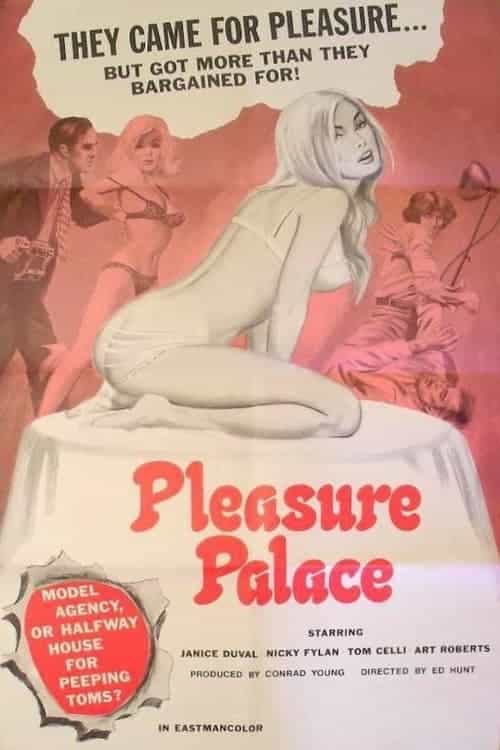 THEY CAME FOR PLEASURE...
BUT GOT MORE THAN THEY
BARGAINED FOR!
Pleasure
Palace
MODEL
AGENCY,
OR HALFWAY
HOUSE
FOR
PEEPING
TOMS?
STARRING
JANICE DUVAL NICKY FYLAN TOM CELLI ART ROBERTS
PRODUCED BY CONRAD YOUNG DIRECTED BY ED HUNT
IN EASTMANCOLOR